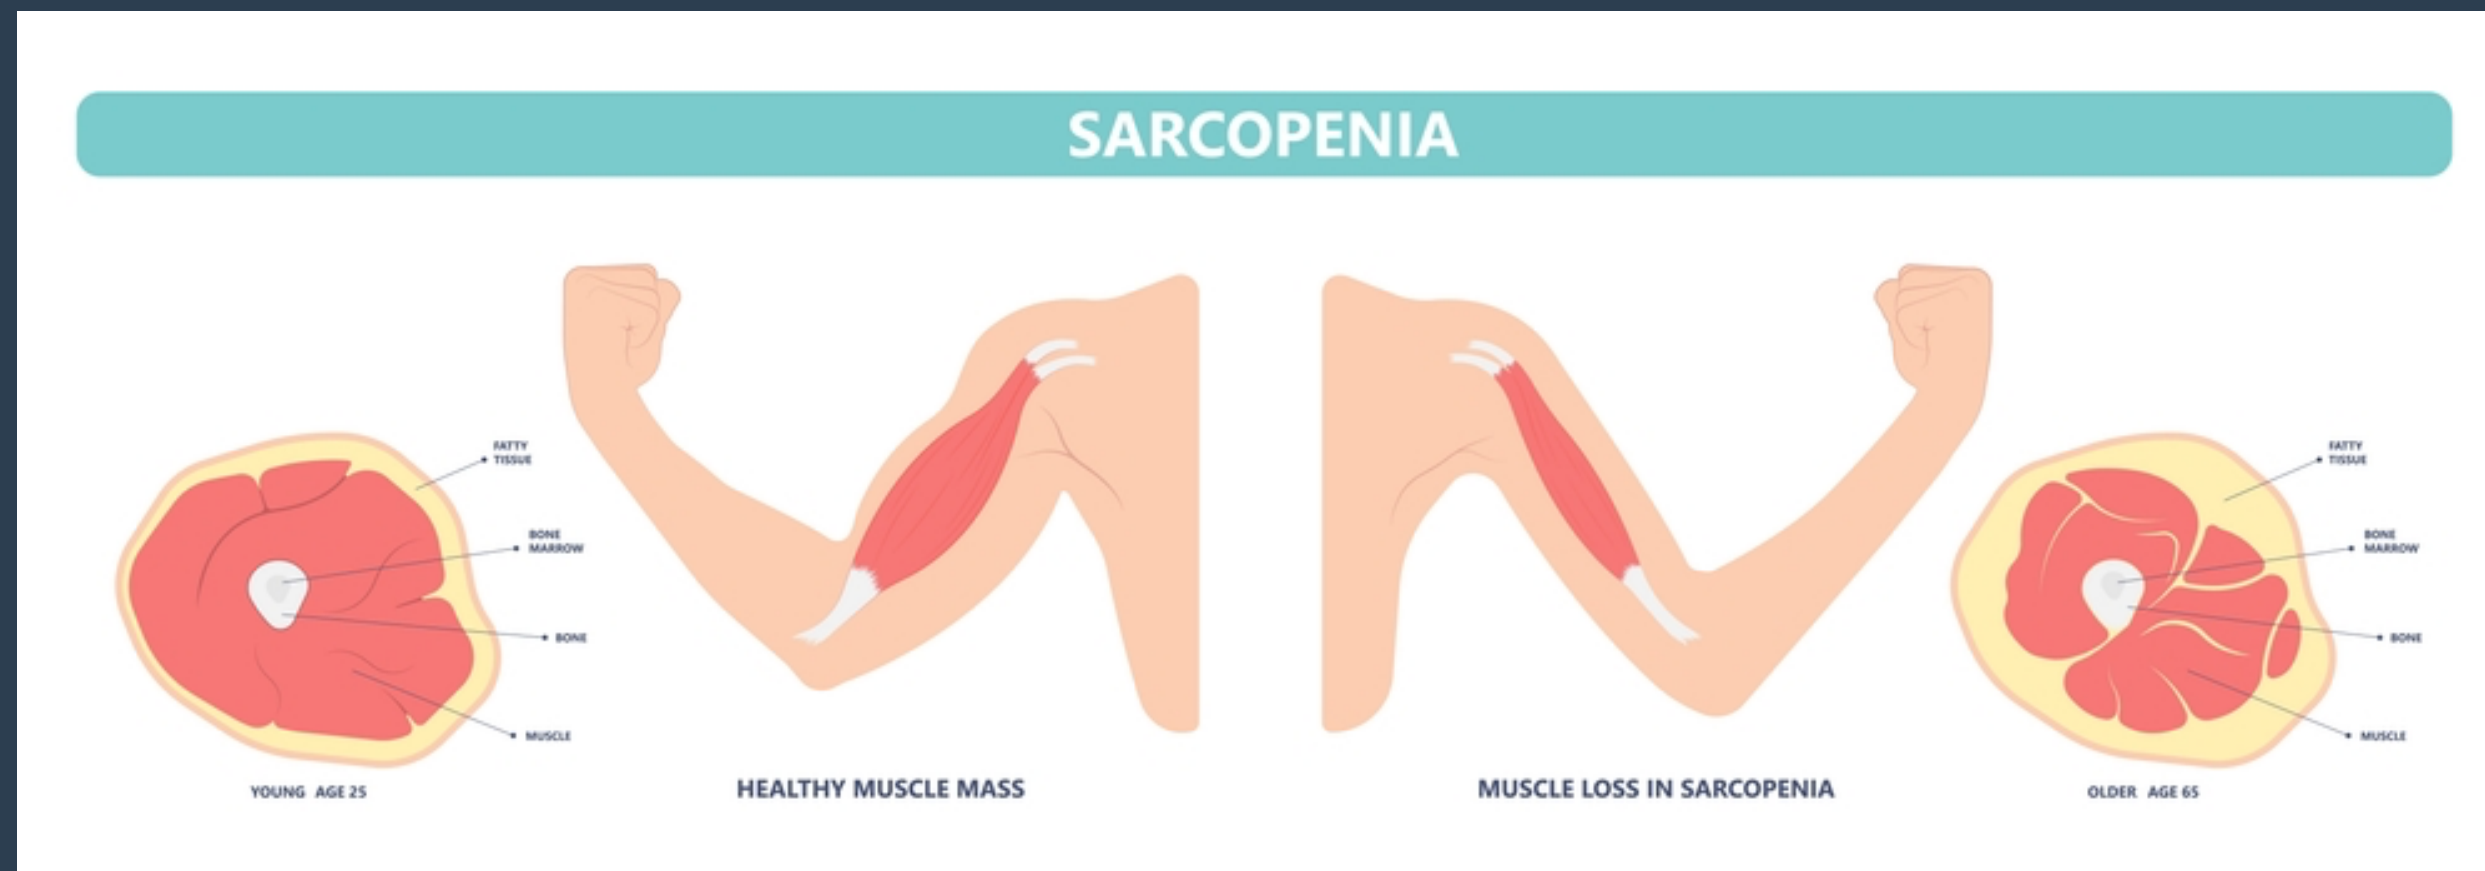 SARCOPENIA
FATTY
TISSUE
BONE
MARROW
BONE
MUSCLE
YOUNG AGE 25
HEALTHY MUSCLE MASS
MUSCLE LOSS IN SARCOPENIA
FATTY
TISSUE
BONE
MARROW
BONE
MUSCLE
OLDER AGE 65